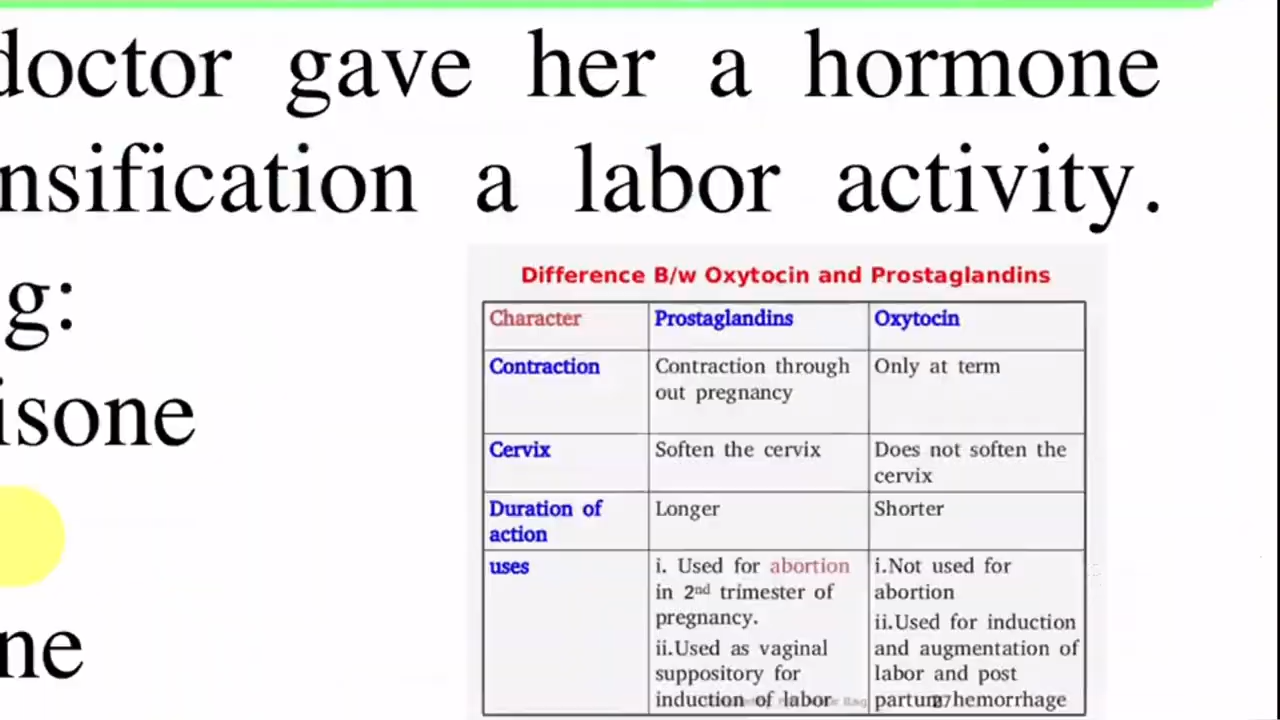 doctor gave her a hormone
nsification a labor activity.
g:
isone
ne
Difference B/w Oxytocin and Prostaglandins
Character Prostaglandins Oxytocin
Contraction Contraction through Only at term
out pregnancy
Cervix Soften the cervix Does not soften the
cervix
Duration of Longer Shorter
action
uses i. Used for abortion i.Not used for
in 2nd trimester of abortion
pregnancy. ii.Used for induction
ii.Used as vaginal and augmentation of
suppository for labor and post
induction of labor partum hemorrhage
27